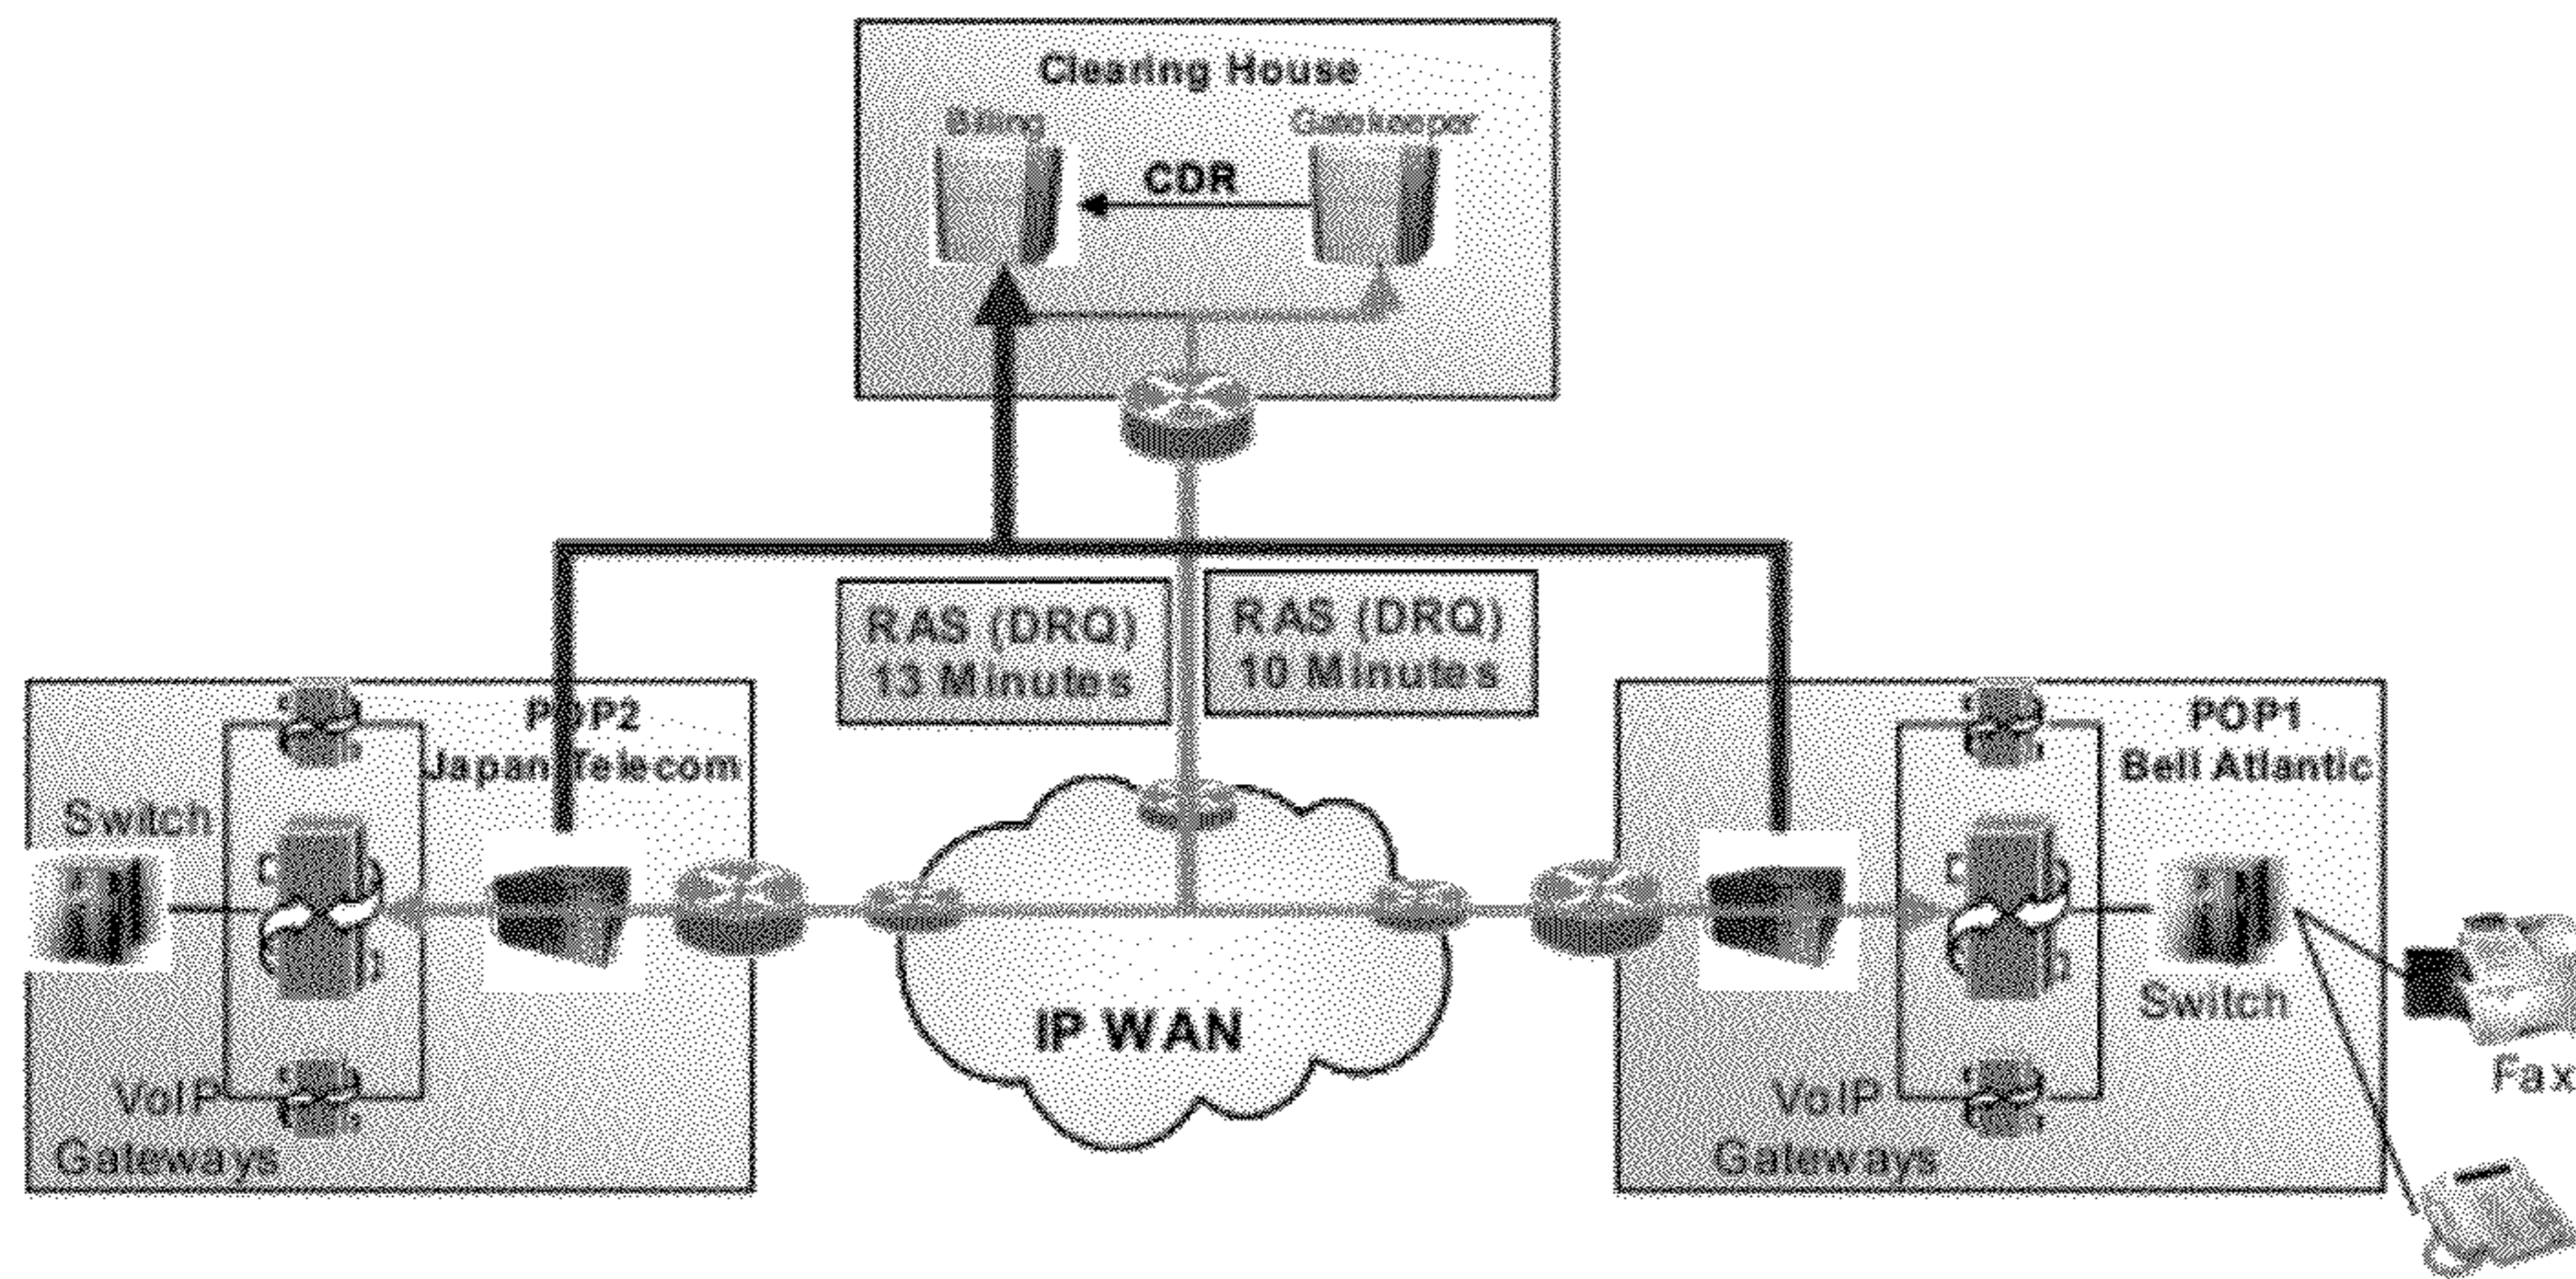 Clearing House
Billing
Gatekeeper
CDR
RAS (DRQ)
13 Minutes
RAS (DRQ)
10 Minutes
POP2
Japan Telecom
Switch
VoIP
Gateways
IP WAN
POP1
Bell Atlantic
Switch
VoIP
Gateways
Fax